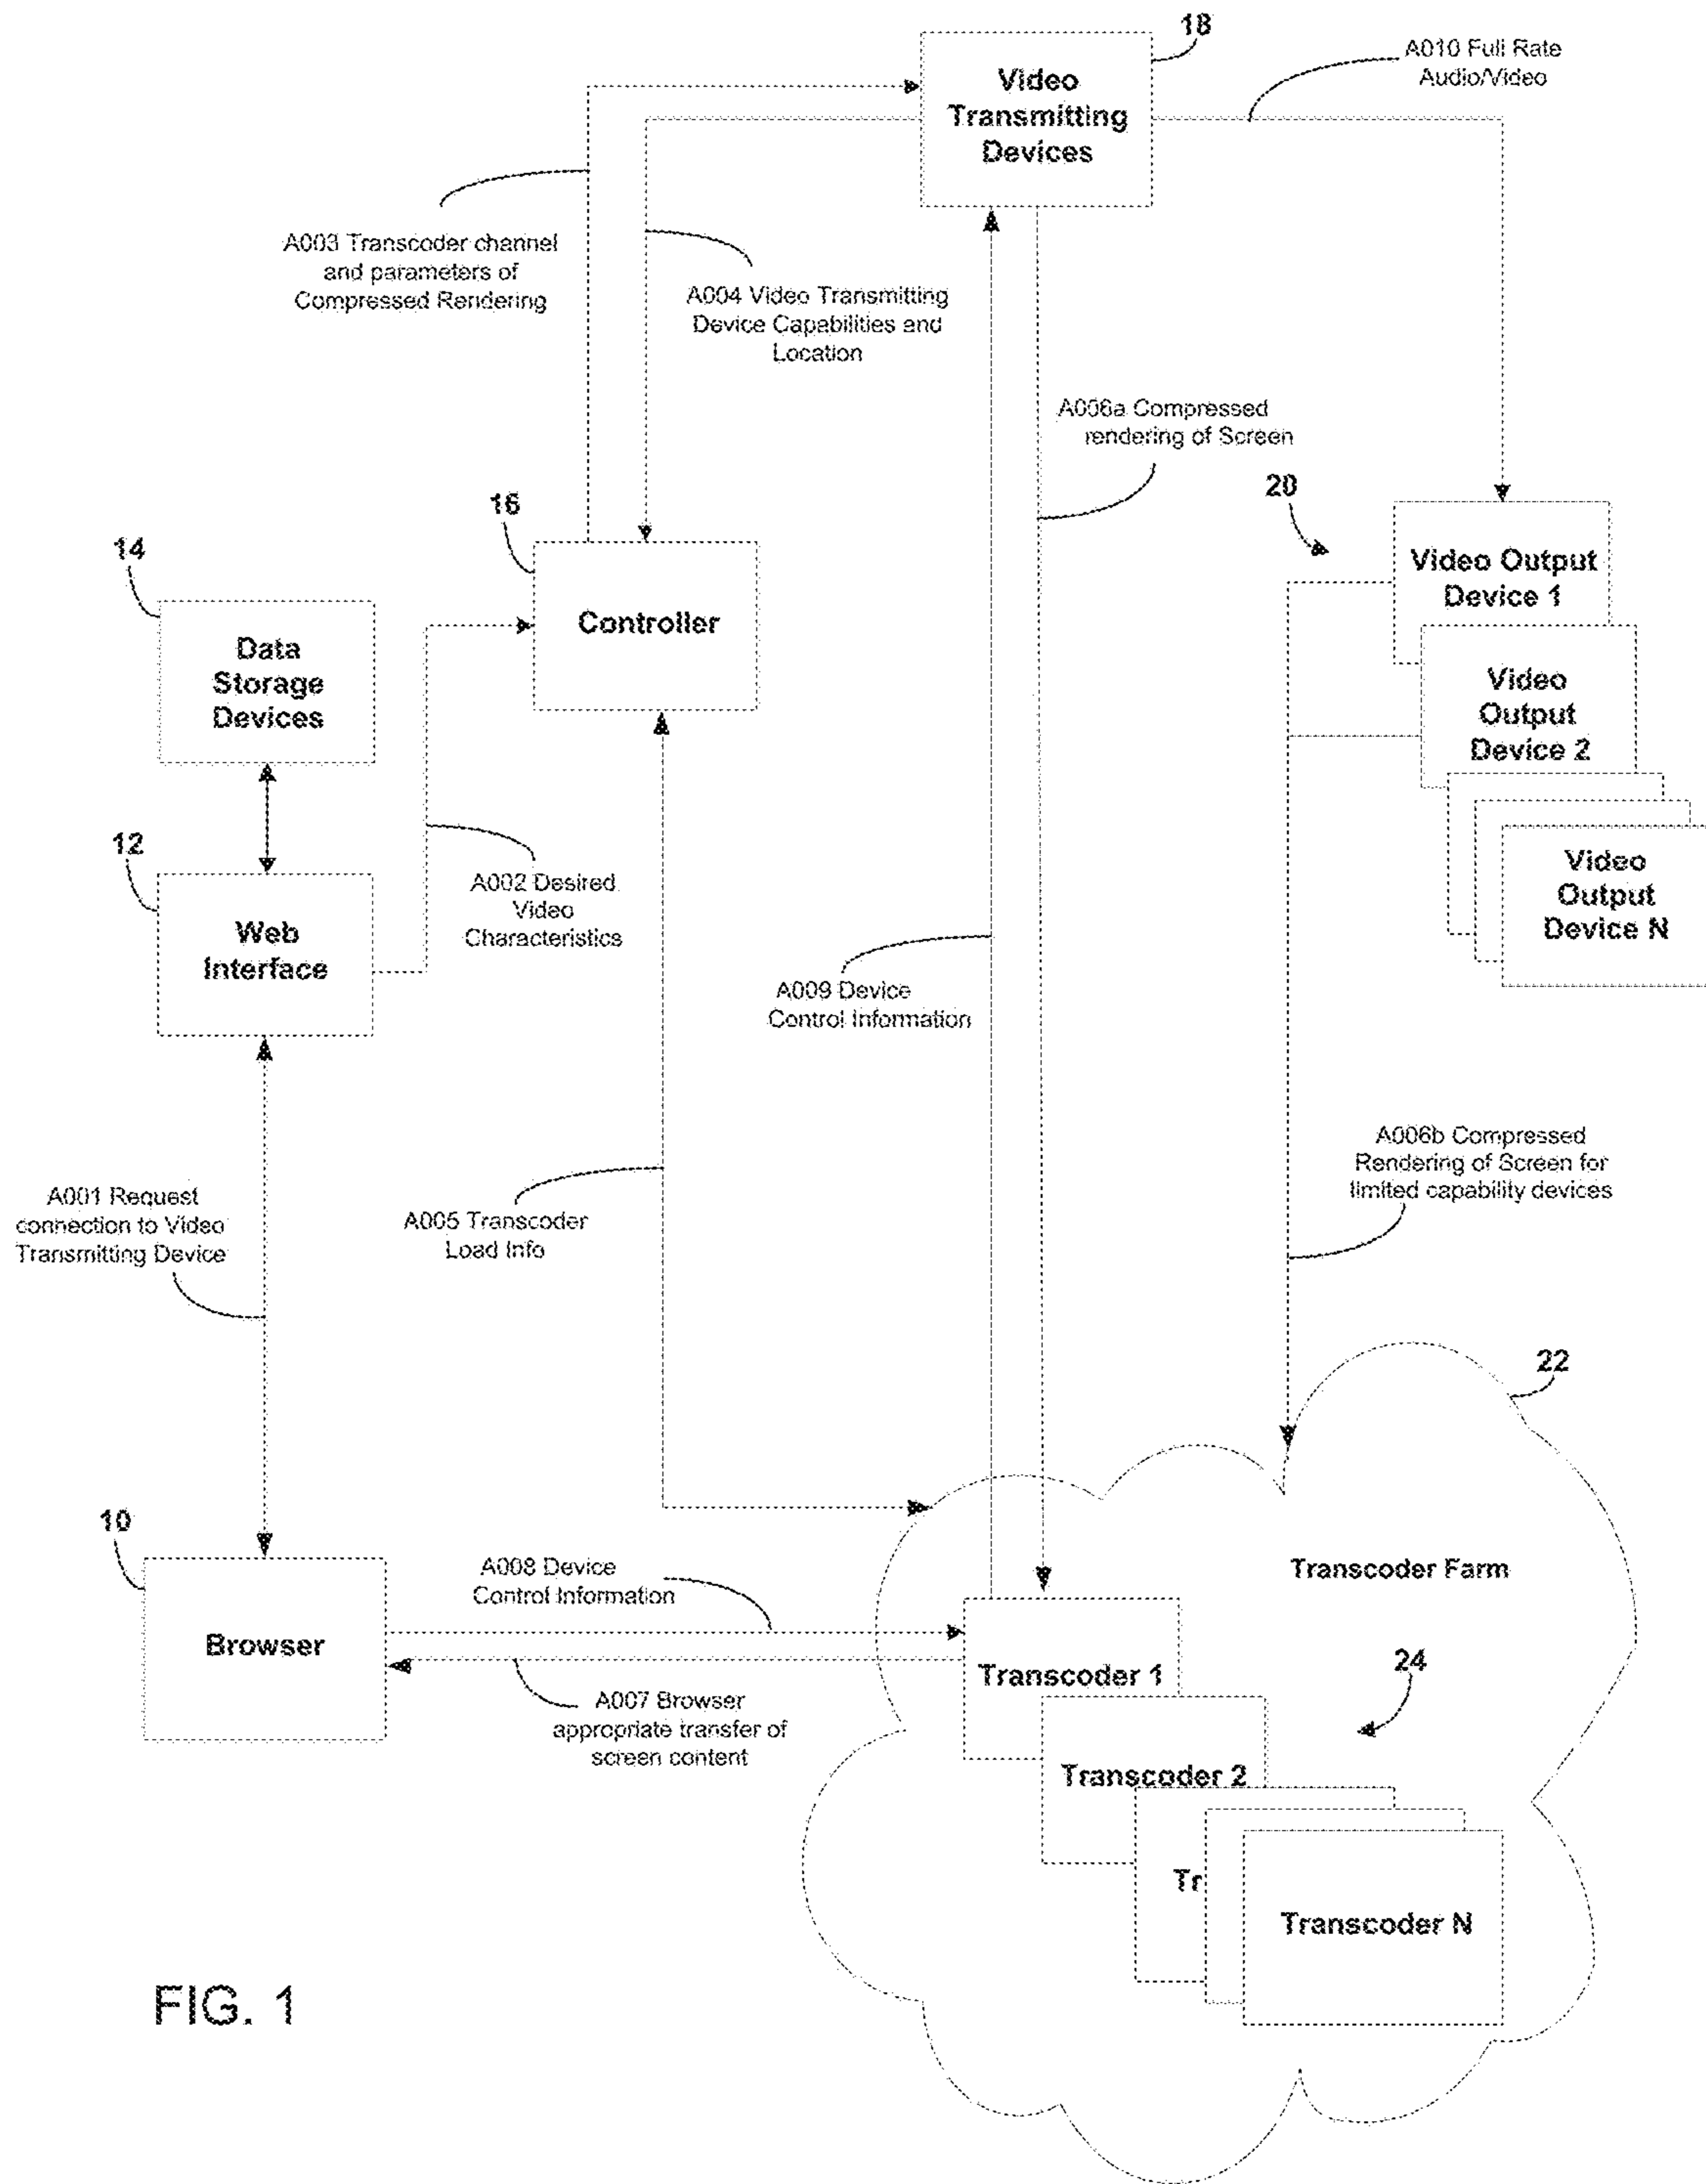 18
A010 Full Rate
Audio/Video
Video
Transmitting
Devices
A003 Transcoder channel
and parameters of
Compressed Rendering
A004 Video Transmitting
Device Capabilities and
Location
A006a Compressed
rendering of Screen
20
16
14
Video Output
Device 1
Controller
Data
Storage
Devices
Video
Output
Device 2
12
A002 Desired
Video
Characteristics
Video
Output
Device N
Web
Interface
A009 Device
Control Information
A006b Compressed
Rendering of Screen for
limited capability devices
A001 Request
connection to Video
Transmitting Device
A005 Transcoder
Load Info
22
10
A008 Device
Control Information
Transcoder Farm
Browser
Transcoder 1
24
A007 Browser
appropriate transfer of
screen content
Transcoder 2
Tr
Transcoder N
FIG. 1